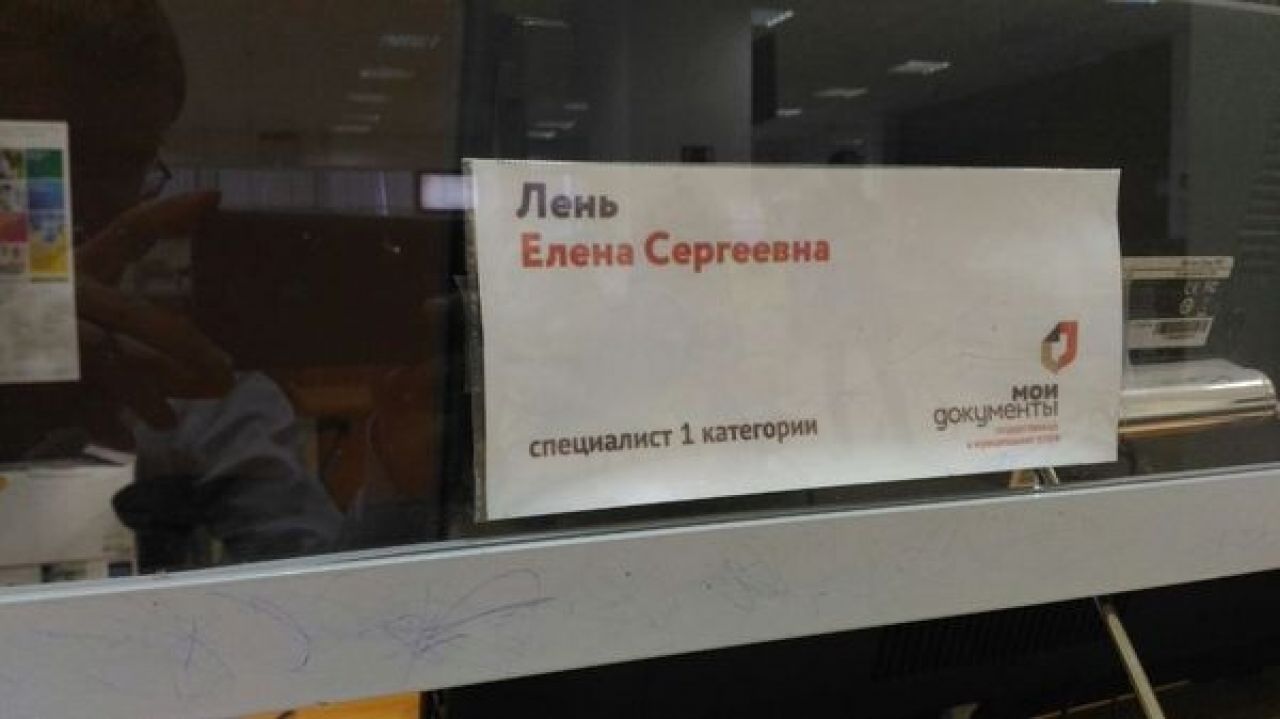 Лень
Елена Сергеевна
специалист 1 категории
мои
документы